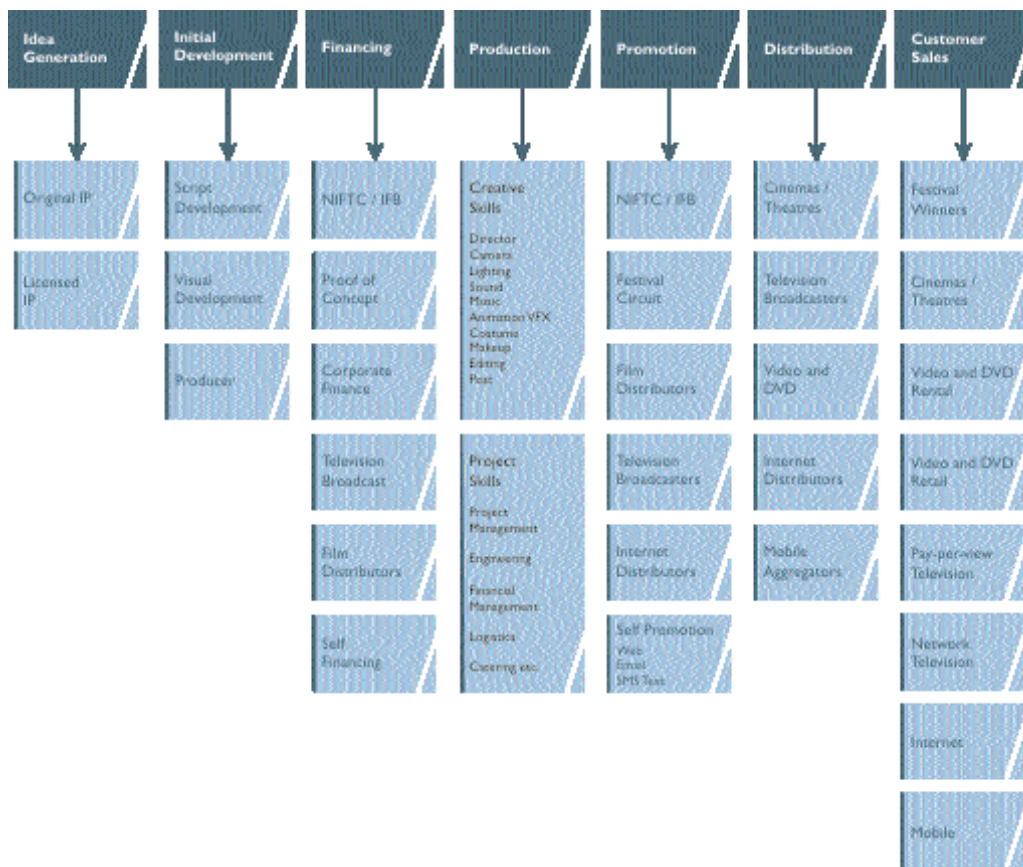 Idea
Generation
Initial
Development
Financing
Production
Promotion
Distribution
Customer
Sales
Original IP
Licensed
IP
Script
Development
Visual
Development
Producer
NIFTC / IFB
Proof of
Concept
Corporate
Finance
Television
Broadcast
Film
Distributors
Self
Financing
Creative
Skills
Director
Camera
Lighting
Sound
Music
Animation VFX
Costume
Makeup
Editing
Post
Project
Skills
Project
Management
Engineering
Financial
Management
Logistics
Catering etc.
NIFTC / IFB
Festival
Circuit
Film
Distributors
Television
Broadcasters
Internet
Distributors
Self Promotion
Web
Email
SMS Text
Cinemas /
Theatres
Television
Broadcasters
Video and
DVD
Internet
Distributors
Mobile
Aggregators
Festival
Winners
Cinemas /
Theatres
Video and DVD
Rental
Video and DVD
Retail
Pay-per-view
Television
Network
Television
Internet
Mobile